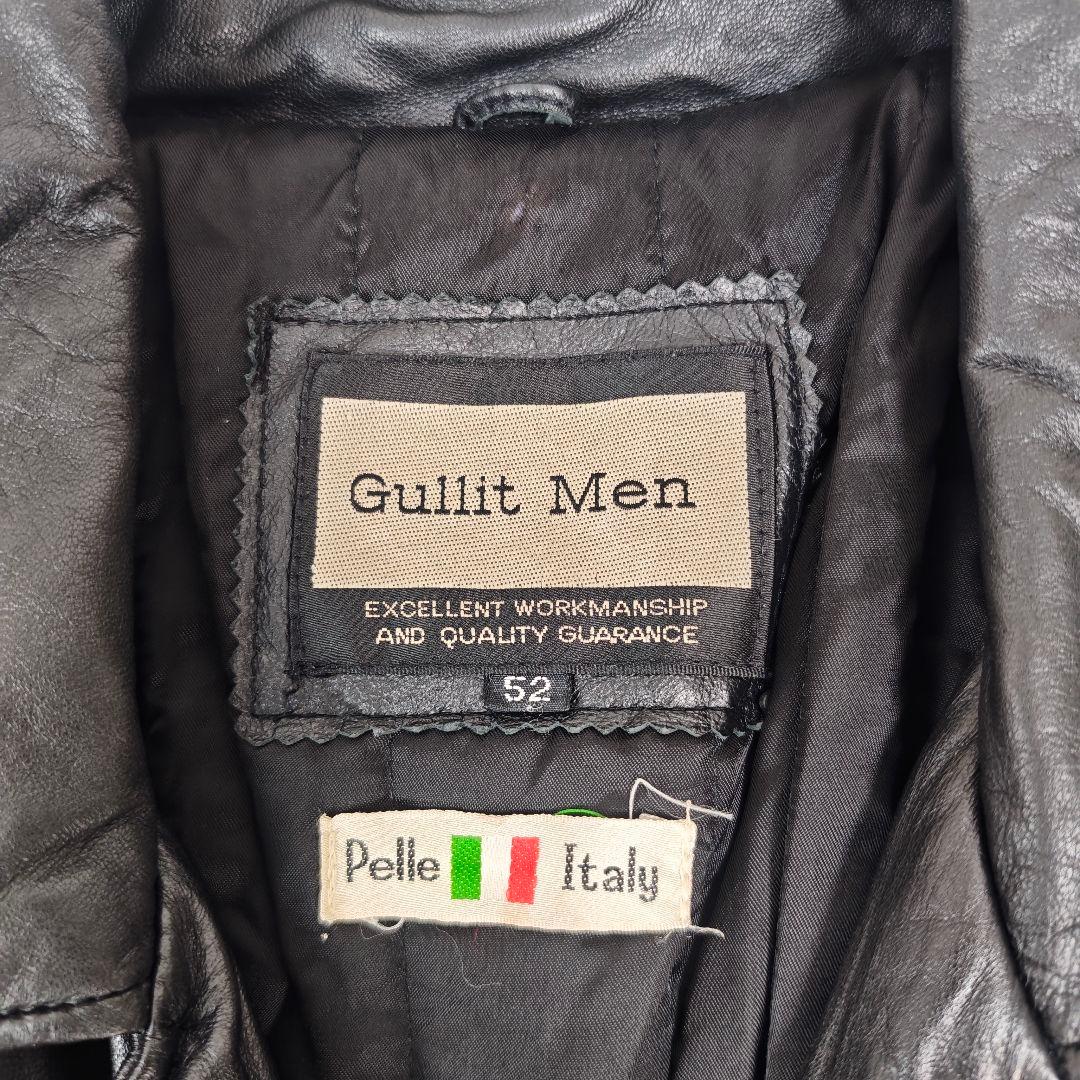 Gullit Men
EXCELLENT WORKMANSHIP
AND QUALITY GUARANCE
52
Pelle Italy